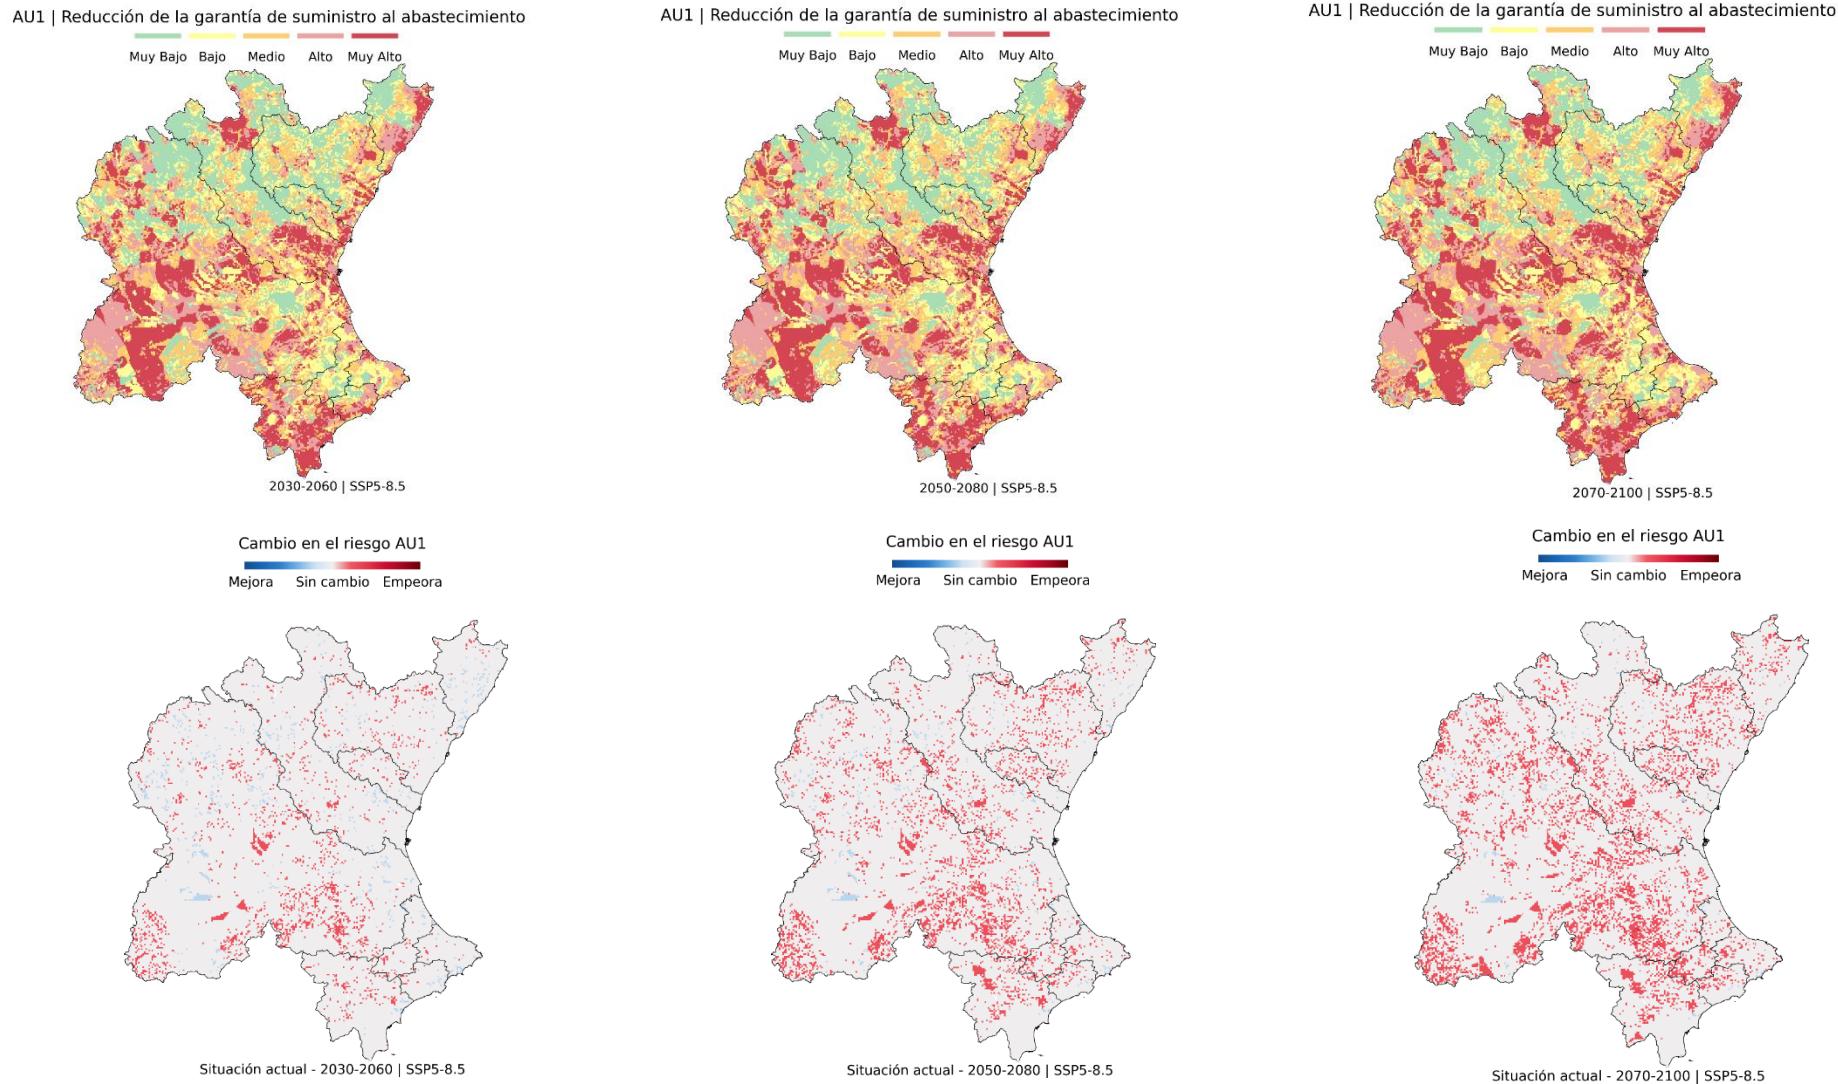 AU1 | Reducción de la garantía de suministro al abastecimiento
Muy Bajo Bajo Medio Alto Muy Alto
2030-2060 | SSP5-8.5
AU1 | Reducción de la garantía de suministro al abastecimiento
Muy Bajo Bajo Medio Alto Muy Alto
2050-2080 | SSP5-8.5
AU1 | Reducción de la garantía de suministro al abastecimiento
Muy Bajo Bajo Medio Alto Muy Alto
2070-2100 | SSP5-8.5
Cambio en el riesgo AU1
Mejora Sin cambio Empeora
Situación actual - 2030-2060 | SSP5-8.5
Cambio en el riesgo AU1
Mejora Sin cambio Empeora
Situación actual - 2050-2080 | SSP5-8.5
Cambio en el riesgo AU1
Mejora Sin cambio Empeora
Situación actual - 2070-2100 | SSP5-8.5